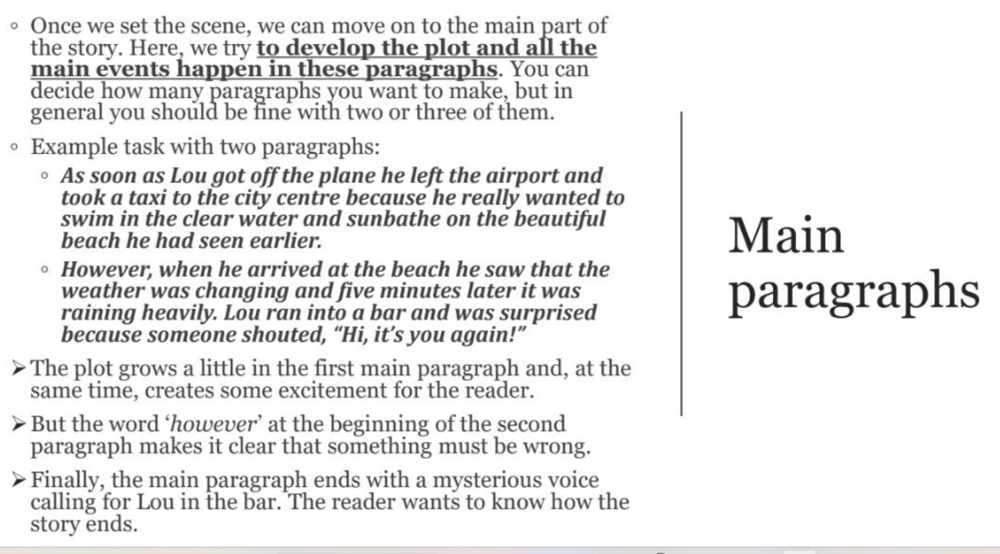 ◦ Once we set the scene, we can move on to the main part of
the story. Here, we try to develop the plot and all the
main events happen in these paragraphs. You can
decide how many paragraphs you want to make, but in
general you should be fine with two or three of them.
◦ Example task with two paragraphs:
◦ As soon as Lou got off the plane he left the airport and
took a taxi to the city centre because he really wanted to
swim in the clear water and sunbathe on the beautiful
beach he had seen earlier.
◦ However, when he arrived at the beach he saw that the
weather was changing and five minutes later it was
raining heavily. Lou ran into a bar and was surprised
because someone shouted, “Hi, it’s you again!”
➢ The plot grows a little in the first main paragraph and, at the
same time, creates some excitement for the reader.
➢ But the word ‘however’ at the beginning of the second
paragraph makes it clear that something must be wrong.
➢ Finally, the main paragraph ends with a mysterious voice
calling for Lou in the bar. The reader wants to know how the
story ends.
Main
paragraphs